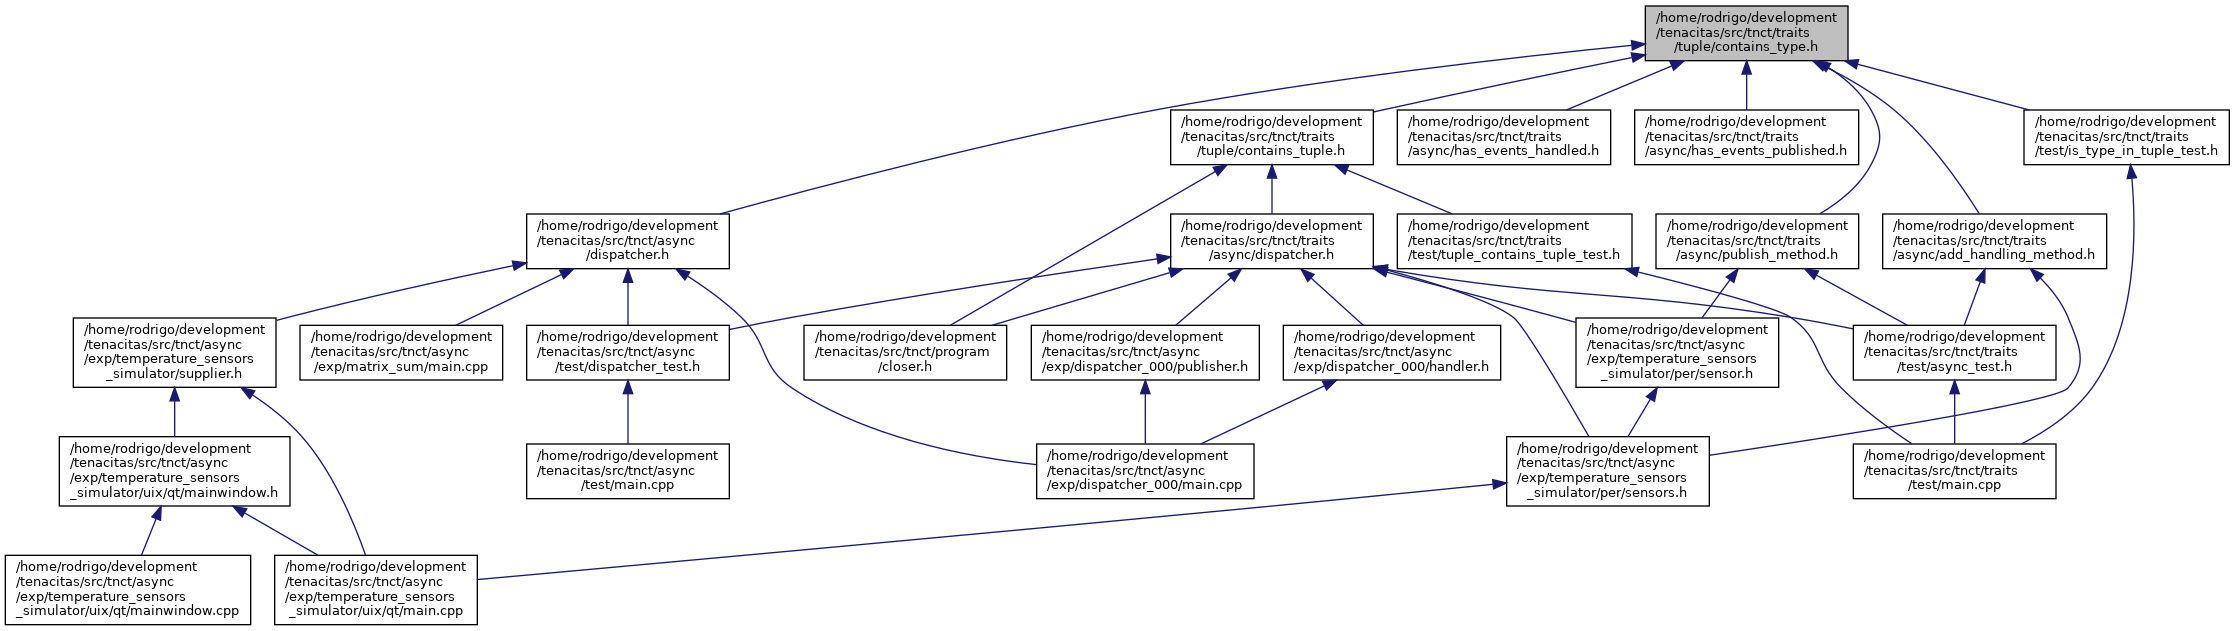 /home/rodrigo/development
/tenacitas/src/tnct/traits
/tuple/contains_type.h
/home/rodrigo/development
/tenacitas/src/tnct/traits
/tuple/contains_tuple.h
/home/rodrigo/development
/tenacitas/src/tnct/traits
/async/has_events_handled.h
/home/rodrigo/development
/tenacitas/src/tnct/traits
/async/has_events_published.h
/home/rodrigo/development
/tenacitas/src/tnct/traits
/test/is_type_in_tuple_test.h
/home/rodrigo/development
/tenacitas/src/tnct/async
/dispatcher.h
/home/rodrigo/development
/tenacitas/src/tnct/traits
/async/dispatcher.h
/home/rodrigo/development
/tenacitas/src/tnct/traits
/test/tuple_contains_tuple_test.h
/home/rodrigo/development
/tenacitas/src/tnct/traits
/async/publish_method.h
/home/rodrigo/development
/tenacitas/src/tnct/traits
/async/add_handling_method.h
/home/rodrigo/development
/tenacitas/src/tnct/async
/exp/temperature_sensors
_simulator/supplier.h
/home/rodrigo/development
/tenacitas/src/tnct/async
/exp/matrix_sum/main.cpp
/home/rodrigo/development
/tenacitas/src/tnct/async
/test/dispatcher_test.h
/home/rodrigo/development
/tenacitas/src/tnct/program
/closer.h
/home/rodrigo/development
/tenacitas/src/tnct/async
/exp/dispatcher_000/publisher.h
/home/rodrigo/development
/tenacitas/src/tnct/async
/exp/dispatcher_000/handler.h
/home/rodrigo/development
/tenacitas/src/tnct/async
/exp/temperature_sensors
_simulator/per/sensor.h
/home/rodrigo/development
/tenacitas/src/tnct/traits
/test/async_test.h
/home/rodrigo/development
/tenacitas/src/tnct/async
/exp/temperature_sensors
_simulator/uix/qt/mainwindow.h
/home/rodrigo/development
/tenacitas/src/tnct/async
/test/main.cpp
/home/rodrigo/development
/tenacitas/src/tnct/async
/exp/dispatcher_000/main.cpp
/home/rodrigo/development
/tenacitas/src/tnct/async
/exp/temperature_sensors
_simulator/per/sensors.h
/home/rodrigo/development
/tenacitas/src/tnct/traits
/test/main.cpp
/home/rodrigo/development
/tenacitas/src/tnct/async
/exp/temperature_sensors
_simulator/uix/qt/mainwindow.cpp
/home/rodrigo/development
/tenacitas/src/tnct/async
/exp/temperature_sensors
_simulator/uix/qt/main.cpp